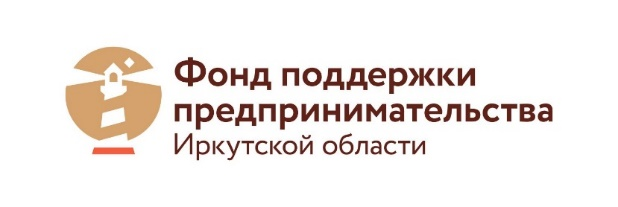 Фонд поддержки
предпринимательства
Иркутской области